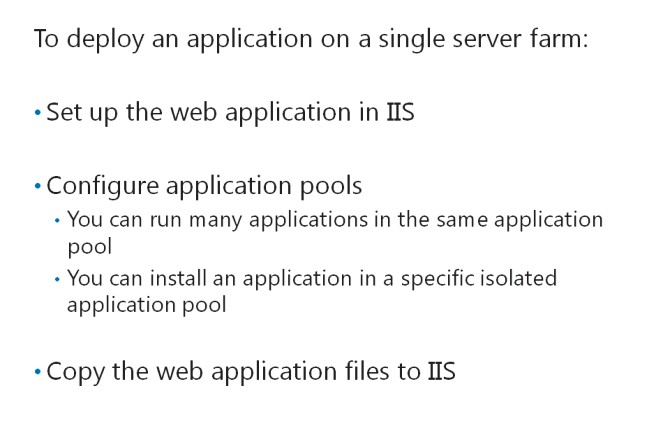 To deploy an application on a single server farm:
• Set up the web application in IIS
• Configure application pools
• You can run many applications in the same application
pool
• You can install an application in a specific isolated
application pool
• Copy the web application files to IIS